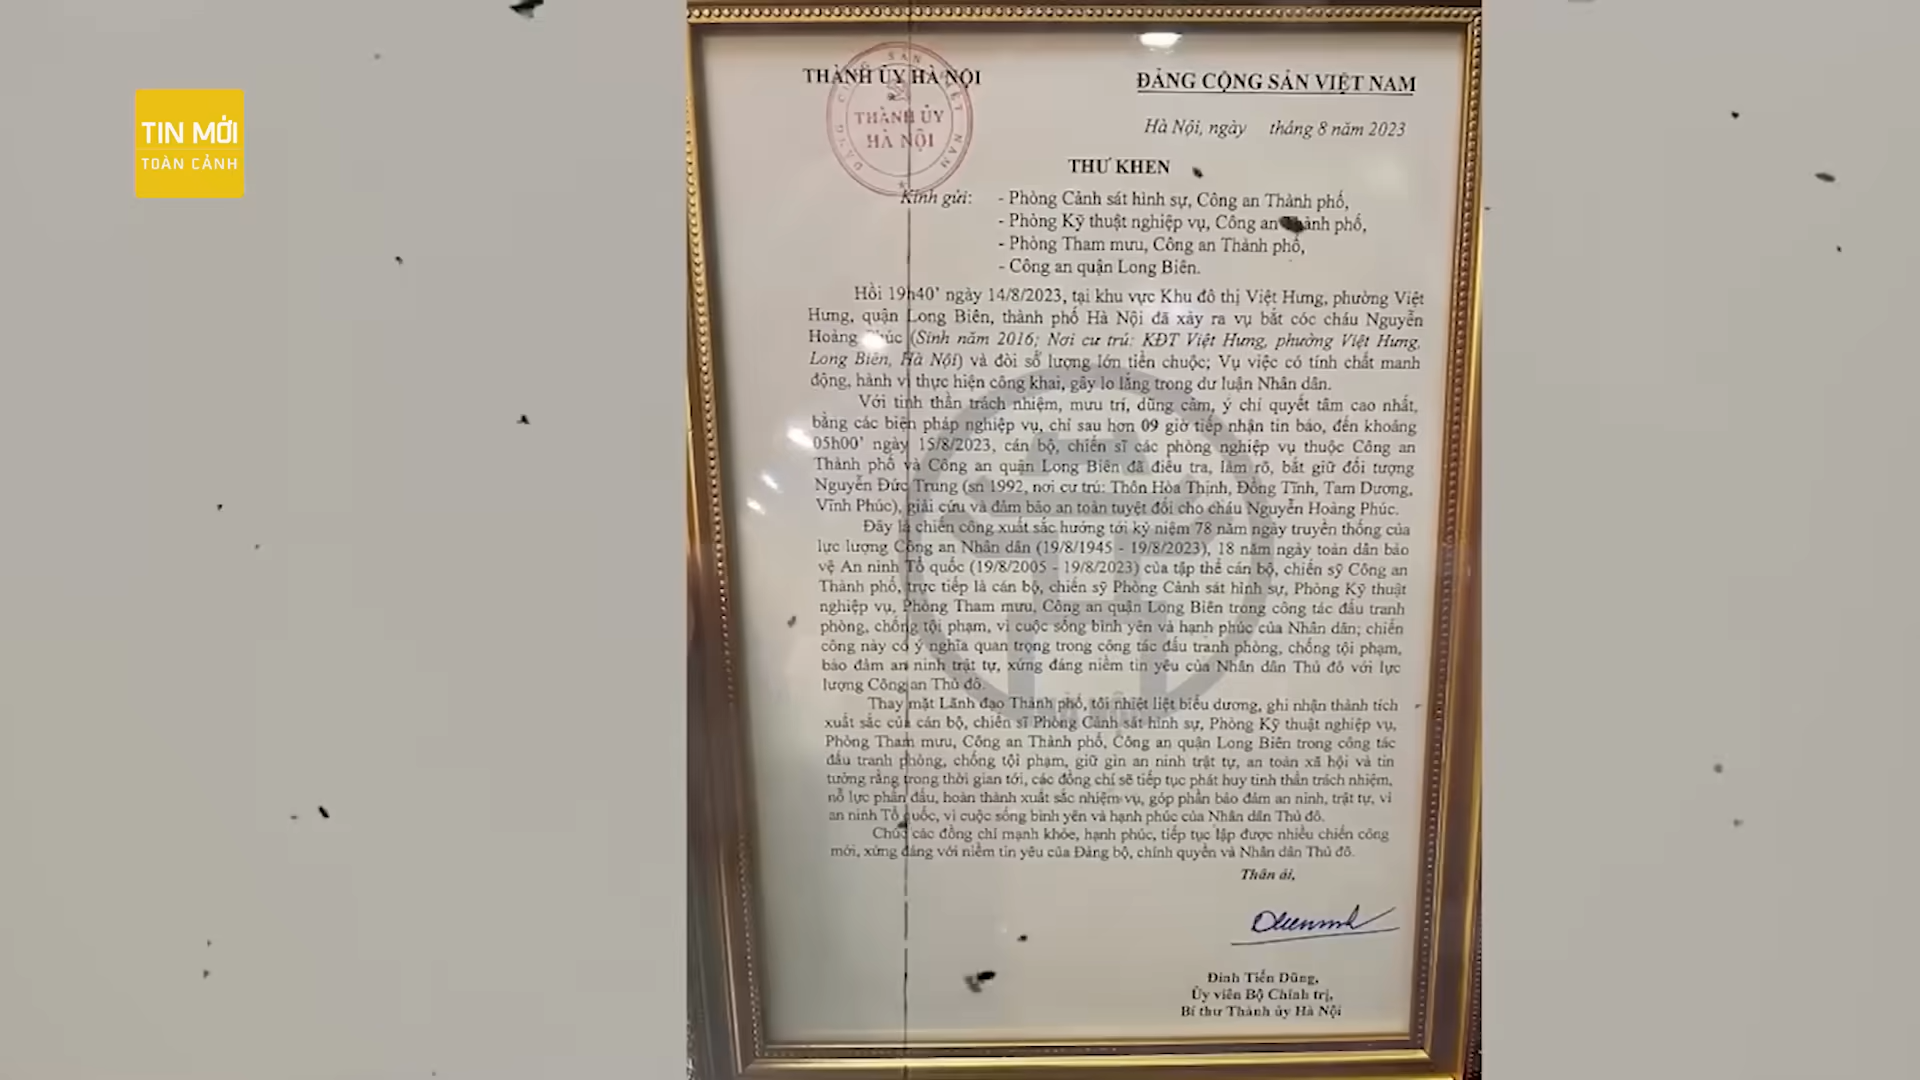 TIN MỚI
TOÀN CẢNH
THÀNH ỦY HÀ NỘI
ĐẢNG CỘNG SẢN VIỆT NAM
ĐẢNG CỘNG SẢN VIỆT NAM
THÀNH ỦY
HÀ NỘI
Hà Nội, ngày tháng 8 năm 2023
THƯ KHEN
Kính gửi: - Phòng Cảnh sát hình sự, Công an Thành phố,
- Phòng Kỹ thuật nghiệp vụ, Công an Thành phố,
- Phòng Tham mưu, Công an Thành phố,
- Công an quận Long Biên.
Hồi 19h40’ ngày 14/8/2023, tại khu vực Khu đô thị Việt Hưng, phường Việt
Hưng, quận Long Biên, thành phố Hà Nội đã xảy ra vụ bắt cóc cháu Nguyễn
Hoàng Phúc (Sinh năm 2016; Nơi cư trú: KĐT Việt Hưng, phường Việt Hưng,
Long Biên, Hà Nội) và đòi số lượng lớn tiền chuộc; Vụ việc có tính chất manh
động, hành vi thực hiện công khai, gây lo lắng trong dư luận Nhân dân.
Với tinh thần trách nhiệm, mưu trí, dũng cảm, ý chí quyết tâm cao nhất,
bằng các biện pháp nghiệp vụ, chỉ sau hơn 09 giờ tiếp nhận tin báo, đến khoảng
05h00’ ngày 15/8/2023, cán bộ, chiến sĩ các phòng nghiệp vụ thuộc Công an
Thành phố và Công an quận Long Biên đã điều tra, làm rõ, bắt giữ đối tượng
Nguyễn Đức Trung (sn 1992, nơi cư trú: Thôn Hòa Thịnh, Đồng Tĩnh, Tam Dương,
Vĩnh Phúc), giải cứu và đảm bảo an toàn tuyệt đối cho cháu Nguyễn Hoàng Phúc.
Đây là chiến công xuất sắc hướng tới kỷ niệm 78 năm ngày truyền thống của
lực lượng Công an Nhân dân (19/8/1945 - 19/8/2023), 18 năm ngày toàn dân bảo
vệ An ninh Tổ quốc (19/8/2005 - 19/8/2023) của tập thể cán bộ, chiến sỹ Công an
Thành phố, trực tiếp là cán bộ, chiến sỹ Phòng Cảnh sát hình sự, Phòng Kỹ thuật
nghiệp vụ, Phòng Tham mưu, Công an quận Long Biên trong công tác đấu tranh
phòng, chống tội phạm, vì cuộc sống bình yên và hạnh phúc của Nhân dân; chiến
công này có ý nghĩa quan trọng trong công tác đấu tranh phòng, chống tội phạm,
bảo đảm an ninh trật tự, xứng đáng niềm tin yêu của Nhân dân Thủ đô với lực
lượng Công an Thủ đô.
Thay mặt Lãnh đạo Thành phố, tôi nhiệt liệt biểu dương, ghi nhận thành tích
xuất sắc của cán bộ, chiến sĩ Phòng Cảnh sát hình sự, Phòng Kỹ thuật nghiệp vụ,
Phòng Tham mưu, Công an Thành phố, Công an quận Long Biên trong công tác
đấu tranh phòng, chống tội phạm, giữ gìn an ninh trật tự, an toàn xã hội và tin
tưởng rằng trong thời gian tới, các đồng chí sẽ tiếp tục phát huy tinh thần trách nhiệm,
nỗ lực phấn đấu, hoàn thành xuất sắc nhiệm vụ, góp phần bảo đảm an ninh, trật tự, vì
an ninh Tổ quốc, vì cuộc sống bình yên và hạnh phúc của Nhân dân Thủ đô.
Chúc các đồng chí mạnh khỏe, hạnh phúc, tiếp tục lập được nhiều chiến công
mới, xứng đáng với niềm tin yêu của Đảng bộ, chính quyền và Nhân dân Thủ đô.
Thân ái,
Đinh Tiến Dũng,
Ủy viên Bộ Chính trị,
Bí thư Thành ủy Hà Nội